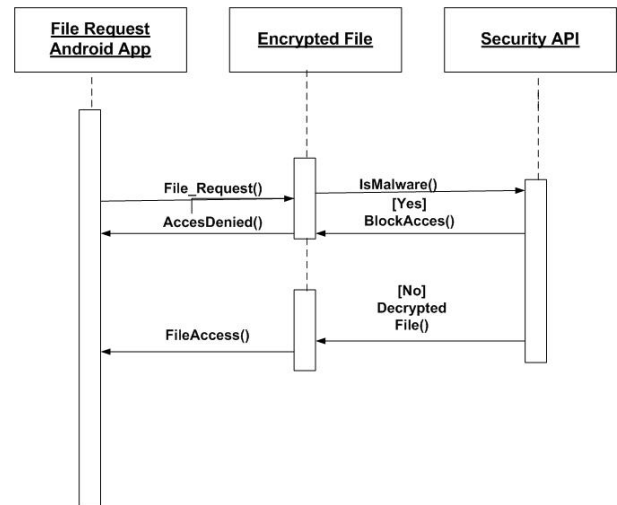 File Request
Android App
Encrypted File
Security API
File_Request()
IsMalware()
[Yes]
AccesDenied()
BlockAcces()
[No]
Decrypted
File()
FileAccess()